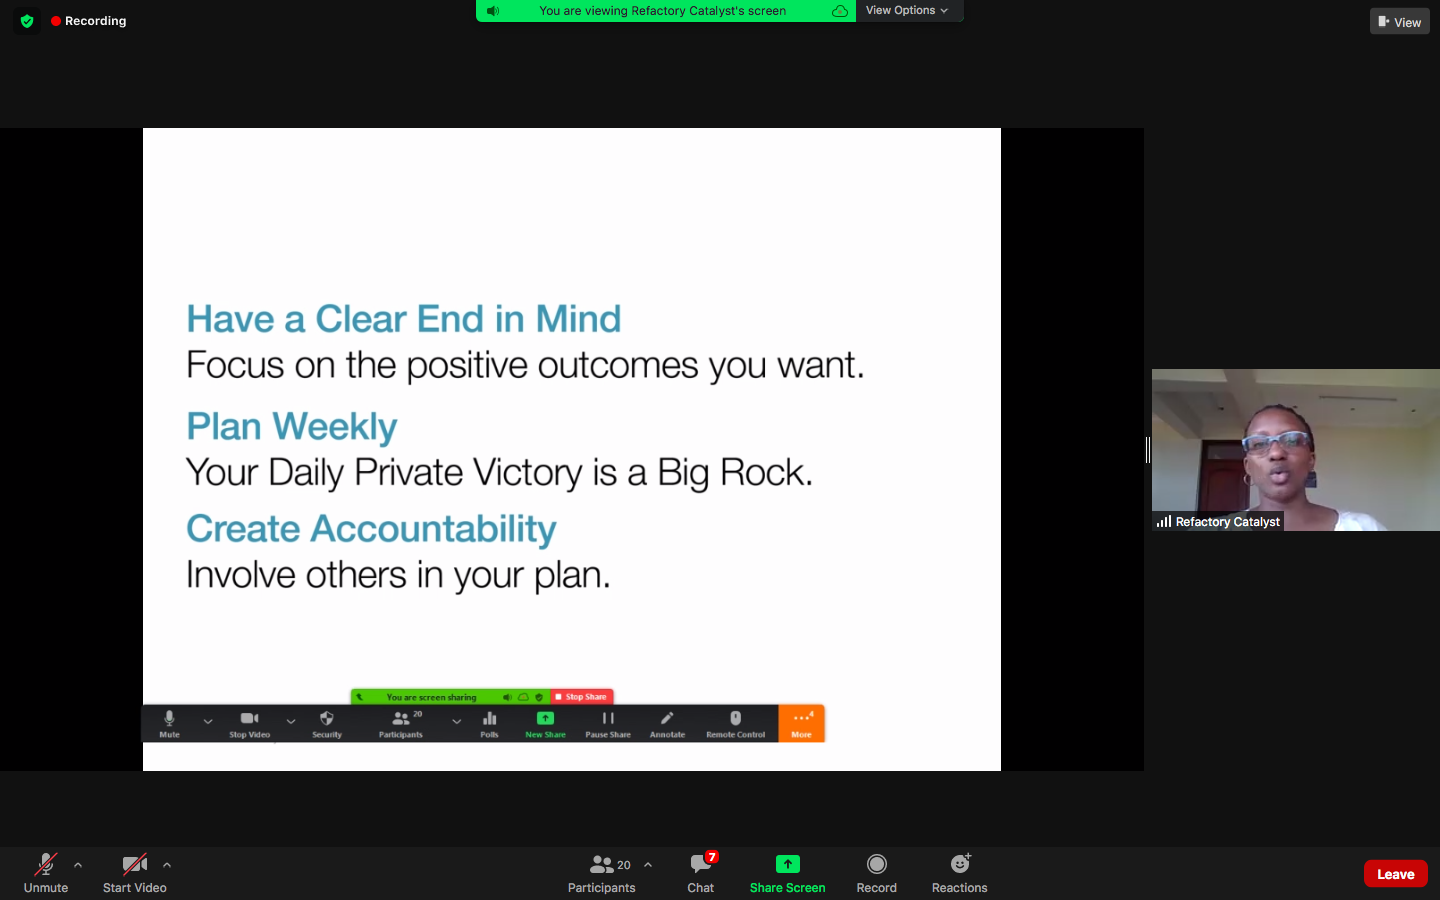 Recording
You are viewing Refactory Catalyst's screen
View Options
View
Have a Clear End in Mind
Focus on the positive outcomes you want.
Plan Weekly
Your Daily Private Victory is a Big Rock.
Create Accountability
Involve others in your plan.
Refactory Catalyst
You are screen sharing
Stop Share
Mute
Stop Video
Security
Participants
20
Polls
New Share
Pause Share
Annotate
Remote Control
More
4
Unmute
Start Video
Participants
20
Chat
7
Share Screen
Record
Reactions
Leave